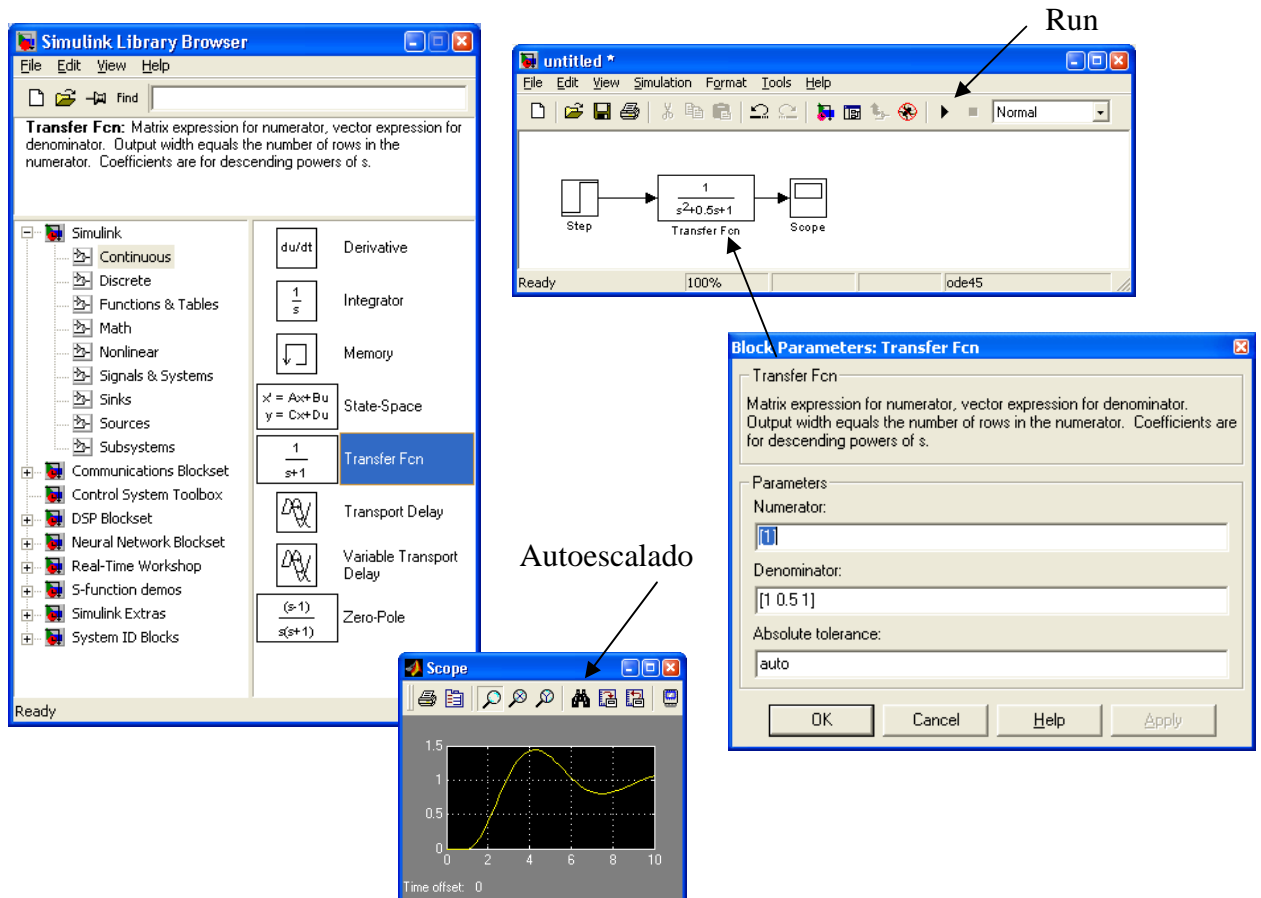 Simulink Library Browser
File Edit View Help
Find
Transfer Fcn: Matrix expression for numerator, vector expression for
denominator. Output width equals the number of rows in the
numerator. Coefficients are for descending powers of s.
Simulink
Continuous
Discrete
Functions & Tables
Math
Nonlinear
Signals & Systems
Sinks
Sources
Subsystems
Communications Blockset
Control System Toolbox
DSP Blockset
Neural Network Blockset
Real-Time Workshop
S-function demos
Simulink Extras
System ID Blocks
du/dt Derivative
1
s
Integrator
Memory
x' = Ax+Bu
y = Cx+Du
State-Space
1
s+1
Transfer Fcn
Transport Delay
Variable Transport
Delay
(s-1)
s(s+1)
Zero-Pole
Ready
Run
untitled *
File Edit View Simulation Format Tools Help
Normal
Step
1
s2+0.5s+1
Transfer Fcn
Scope
Ready 100% ode45
Block Parameters: Transfer Fcn
Transfer Fcn
Matrix expression for numerator, vector expression for denominator.
Output width equals the number of rows in the numerator. Coefficients are
for descending powers of s.
Parameters
Numerator:
[1]
Denominator:
[1 0.5 1]
Absolute tolerance:
auto
OK Cancel Help Apply
Autoescalado
Scope
1.5
1
0.5
0
0 2 4 6 8 10
Time offset: 0